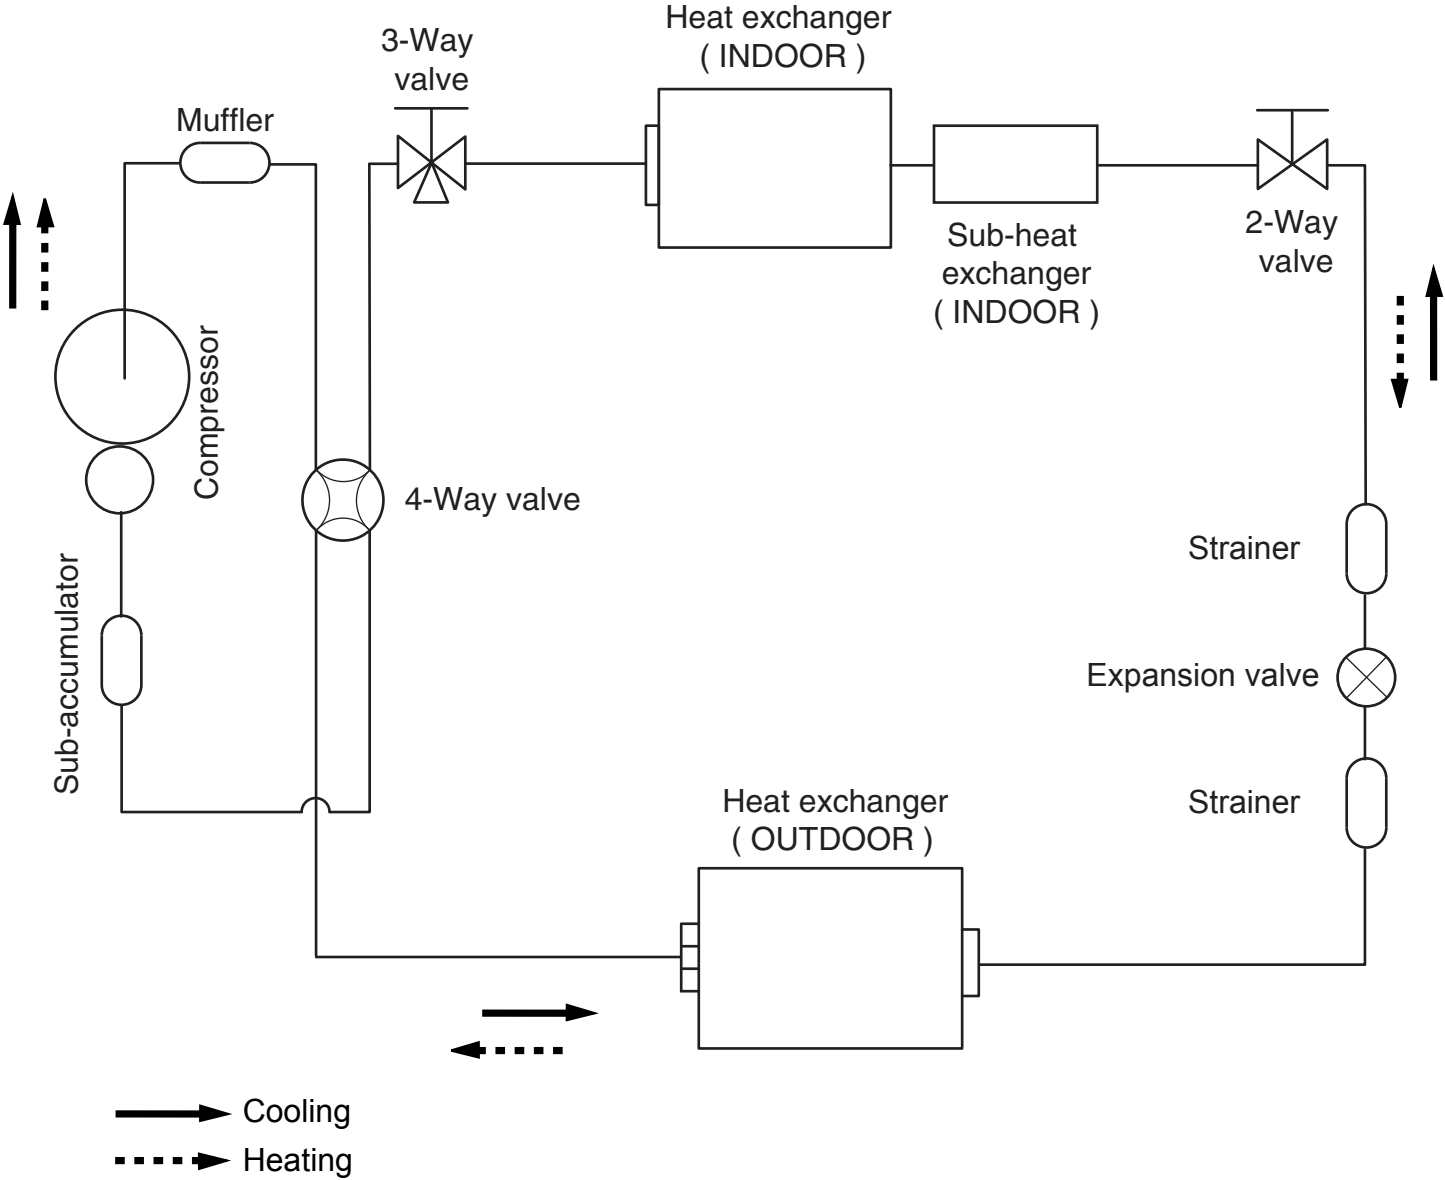 Heat exchanger
( INDOOR )
3-Way
valve
Muffler
Sub-heat
exchanger
( INDOOR )
2-Way
valve
Compressor
4-Way valve
Strainer
Sub-accumulator
Expansion valve
Strainer
Heat exchanger
( OUTDOOR )
Cooling
Heating